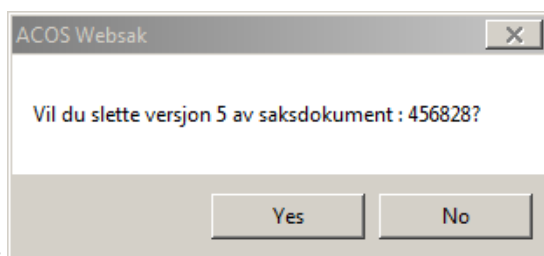 ACOS Websak
Vil du slette versjon 5 av saksdokument : 456828?
Yes
No